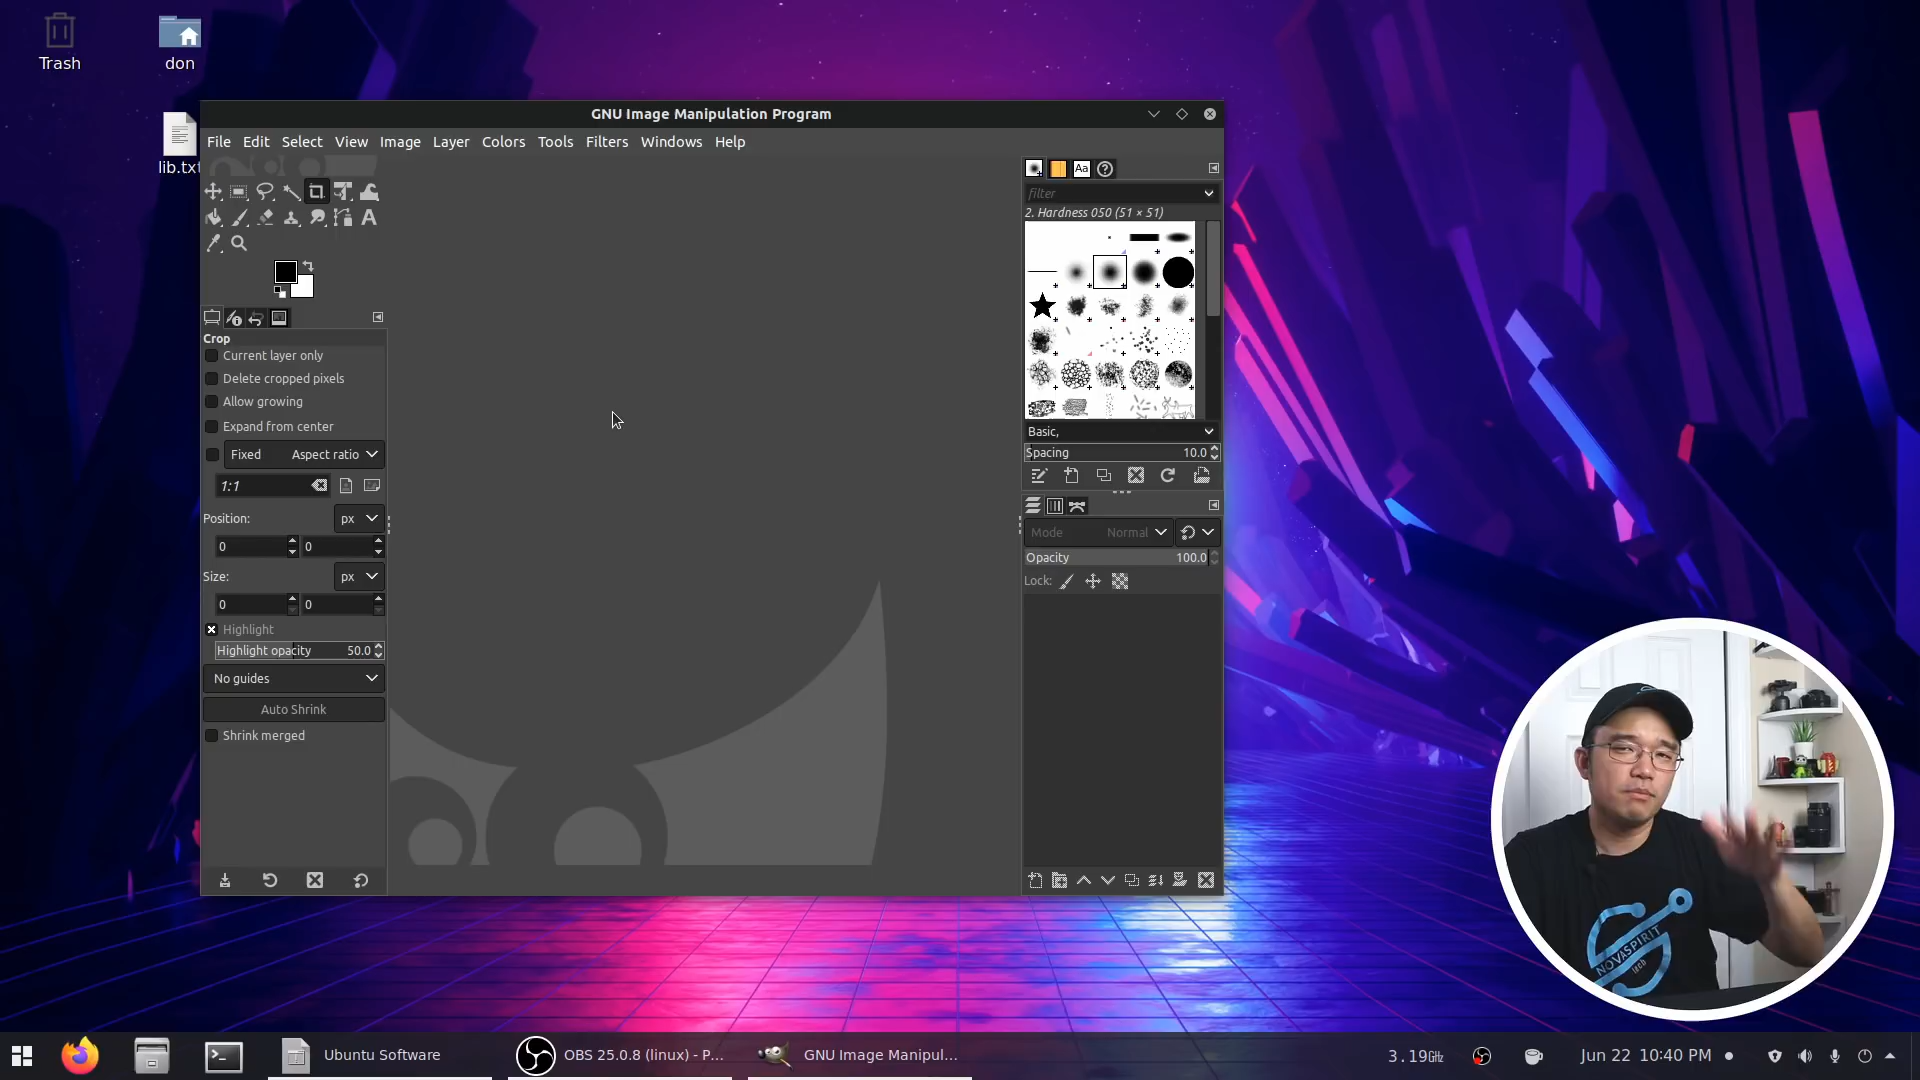 Trash
don
lib.txt
GNU Image Manipulation Program
File Edit Select View Image Layer Colors Tools Filters Windows Help
Aa
filter
2. Hardness 050 (51 × 51)
Crop
Current layer only
Delete cropped pixels
Allow growing
Expand from center
Fixed Aspect ratio
1:1
Position: px
0 0
Size: px
0 0
Highlight
Highlight opacity 50.0
No guides
Auto Shrink
Shrink merged
Basic,
Spacing 10.0
Mode Normal
Opacity 100.0
Lock:
NOVASPIRIT
tech
Ubuntu Software
OBS 25.0.8 (linux) - P...
GNU Image Manipul...
3.19GHz
Jun 22 10:40 PM